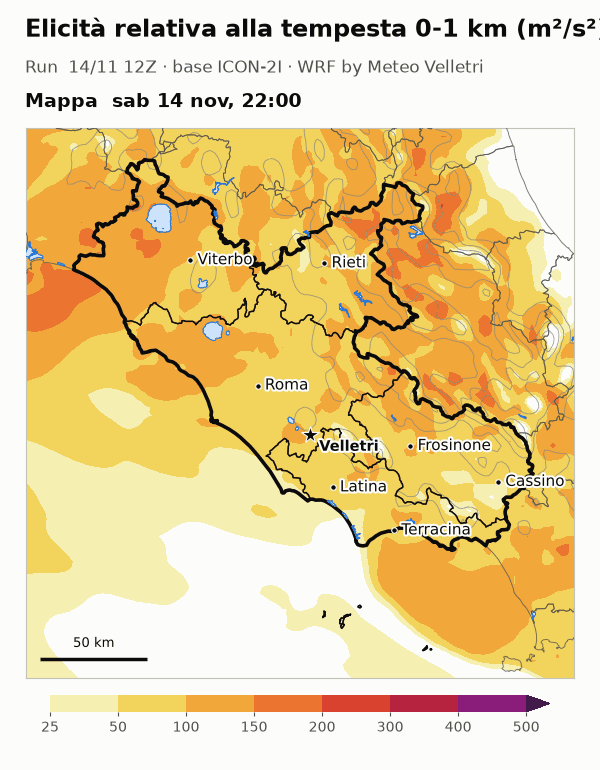 Elicità relativa alla tempesta 0-1 km (m²/s²)
Run  14/11 12Z · base ICON-2I · WRF by Meteo Velletri
Mappa  sab 14 nov, 22:00
Viterbo
Rieti
Roma
Velletri
Frosinone
Cassino
Latina
Terracina
50 km
25 50 100 150 200 300 400 500